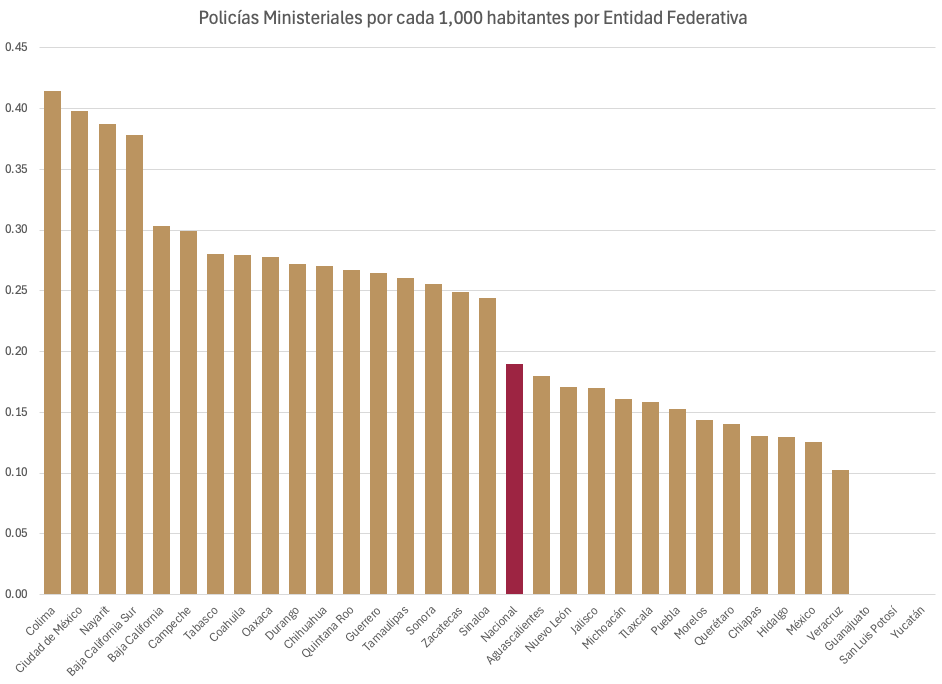 Policías Ministeriales por cada 1,000 habitantes por Entidad Federativa
0.45
0.40
0.35
0.30
0.25
0.20
0.15
0.10
0.05
0.00
Colima
Ciudad de México
Nayarit
Baja California Sur
Baja California
Campeche
Tabasco
Coahuila
Oaxaca
Durango
Chihuahua
Quintana Roo
Guerrero
Tamaulipas
Sonora
Zacatecas
Sinaloa
Nacional
Aguascalientes
Nuevo León
Jalisco
Michoacán
Tlaxcala
Puebla
Morelos
Querétaro
Chiapas
Hidalgo
México
Veracruz
Guanajuato
San Luis Potosí
Yucatán